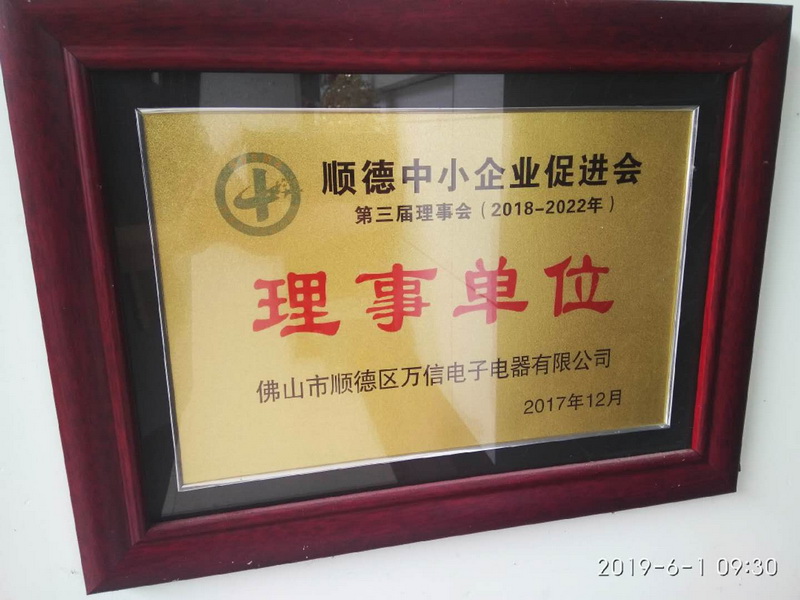 顺德中小企业促进会
第三届理事会（2018-2022年）
理事单位
佛山市顺德区万信电子电器有限公司
2017年12月
2019-6-1 09:30